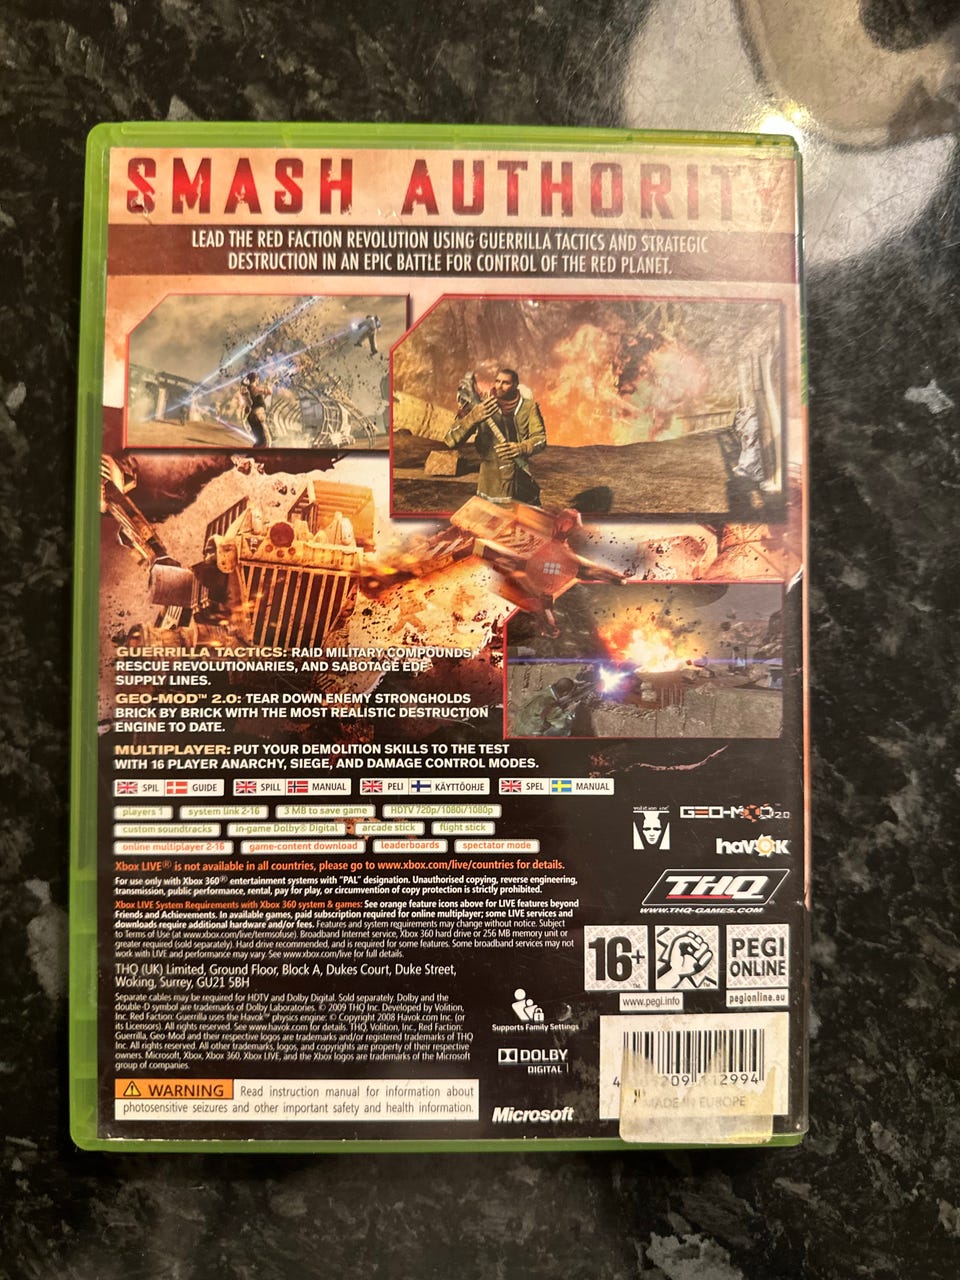 SMASH AUTHORITY
LEAD THE RED FACTION REVOLUTION USING GUERRILLA TACTICS AND STRATEGIC
DESTRUCTION IN AN EPIC BATTLE FOR CONTROL OF THE RED PLANET.
GUERRILLA TACTICS: RAID MILITARY COMPOUNDS,
RESCUE REVOLUTIONARIES, AND SABOTAGE EDF
SUPPLY LINES.
GEO-MOD™ 2.0: TEAR DOWN ENEMY STRONGHOLDS
BRICK BY BRICK WITH THE MOST REALISTIC DESTRUCTION
ENGINE TO DATE.
MULTIPLAYER: PUT YOUR DEMOLITION SKILLS TO THE TEST
WITH 16 PLAYER ANARCHY, SIEGE, AND DAMAGE CONTROL MODES.
SPIL GUIDE SPILL MANUAL PELI KÄYTTÖOHJE SPEL MANUAL
players 1 system link 2-16 3 MB to save game HDTV 720p/1080i/1080p
custom soundtracks in-game Dolby® Digital arcade stick flight stick
online multiplayer 2-16 game-content download leaderboards spectator mode
volition inc
GEO-MOD 2.0
havok
Xbox LIVE® is not available in all countries, please go to www.xbox.com/live/countries for details.
For use only with Xbox 360® entertainment systems with "PAL" designation. Unauthorised copying, reverse engineering,
transmission, public performance, rental, pay for play, or circumvention of copy protection is strictly prohibited.
Xbox LIVE System Requirements with Xbox 360 system & games: See orange feature icons above for LIVE features beyond
Friends and Achievements. In available games, paid subscription required for online multiplayer; some LIVE services and
downloads require additional hardware and/or fees. Features and system requirements may change without notice. Subject
to Terms of Use (at www.xbox.com/live/termsofuse). Broadband Internet service, Xbox 360 hard drive or 256 MB memory unit or
greater required (sold separately). Hard drive recommended, and is required for some features. Some broadband services may not
work with LIVE and performance may vary. See www.xbox.com/live for full details.
THQ
WWW.THQ-GAMES.COM
THQ (UK) Limited, Ground Floor, Block A, Dukes Court, Duke Street,
Woking, Surrey, GU21 5BH
16+
www.pegi.info
PEGI
ONLINE
pegionline.eu
Separate cables may be required for HDTV and Dolby Digital. Sold separately. Dolby and the
double-D symbol are trademarks of Dolby Laboratories. © 2009 THQ Inc. Developed by Volition,
Inc. Red Faction: Guerrilla uses the Havok™ physics engine: © Copyright 2008 Havok.com Inc. (or
its Licensors). All rights reserved. See www.havok.com for details. THQ, Volition, Inc., Red Faction:
Guerrilla, Geo-Mod and their respective logos are trademarks and/or registered trademarks of THQ
Inc. All rights reserved. All other trademarks, logos, and copyrights are property of their respective
owners. Microsoft, Xbox, Xbox 360, Xbox LIVE, and the Xbox logos are trademarks of the Microsoft
group of companies.
Supports Family Settings
DOLBY
DIGITAL
Microsoft
WARNING Read instruction manual for information about
photosensitive seizures and other important safety and health information.
4 209 112994
MADE IN EUROPE